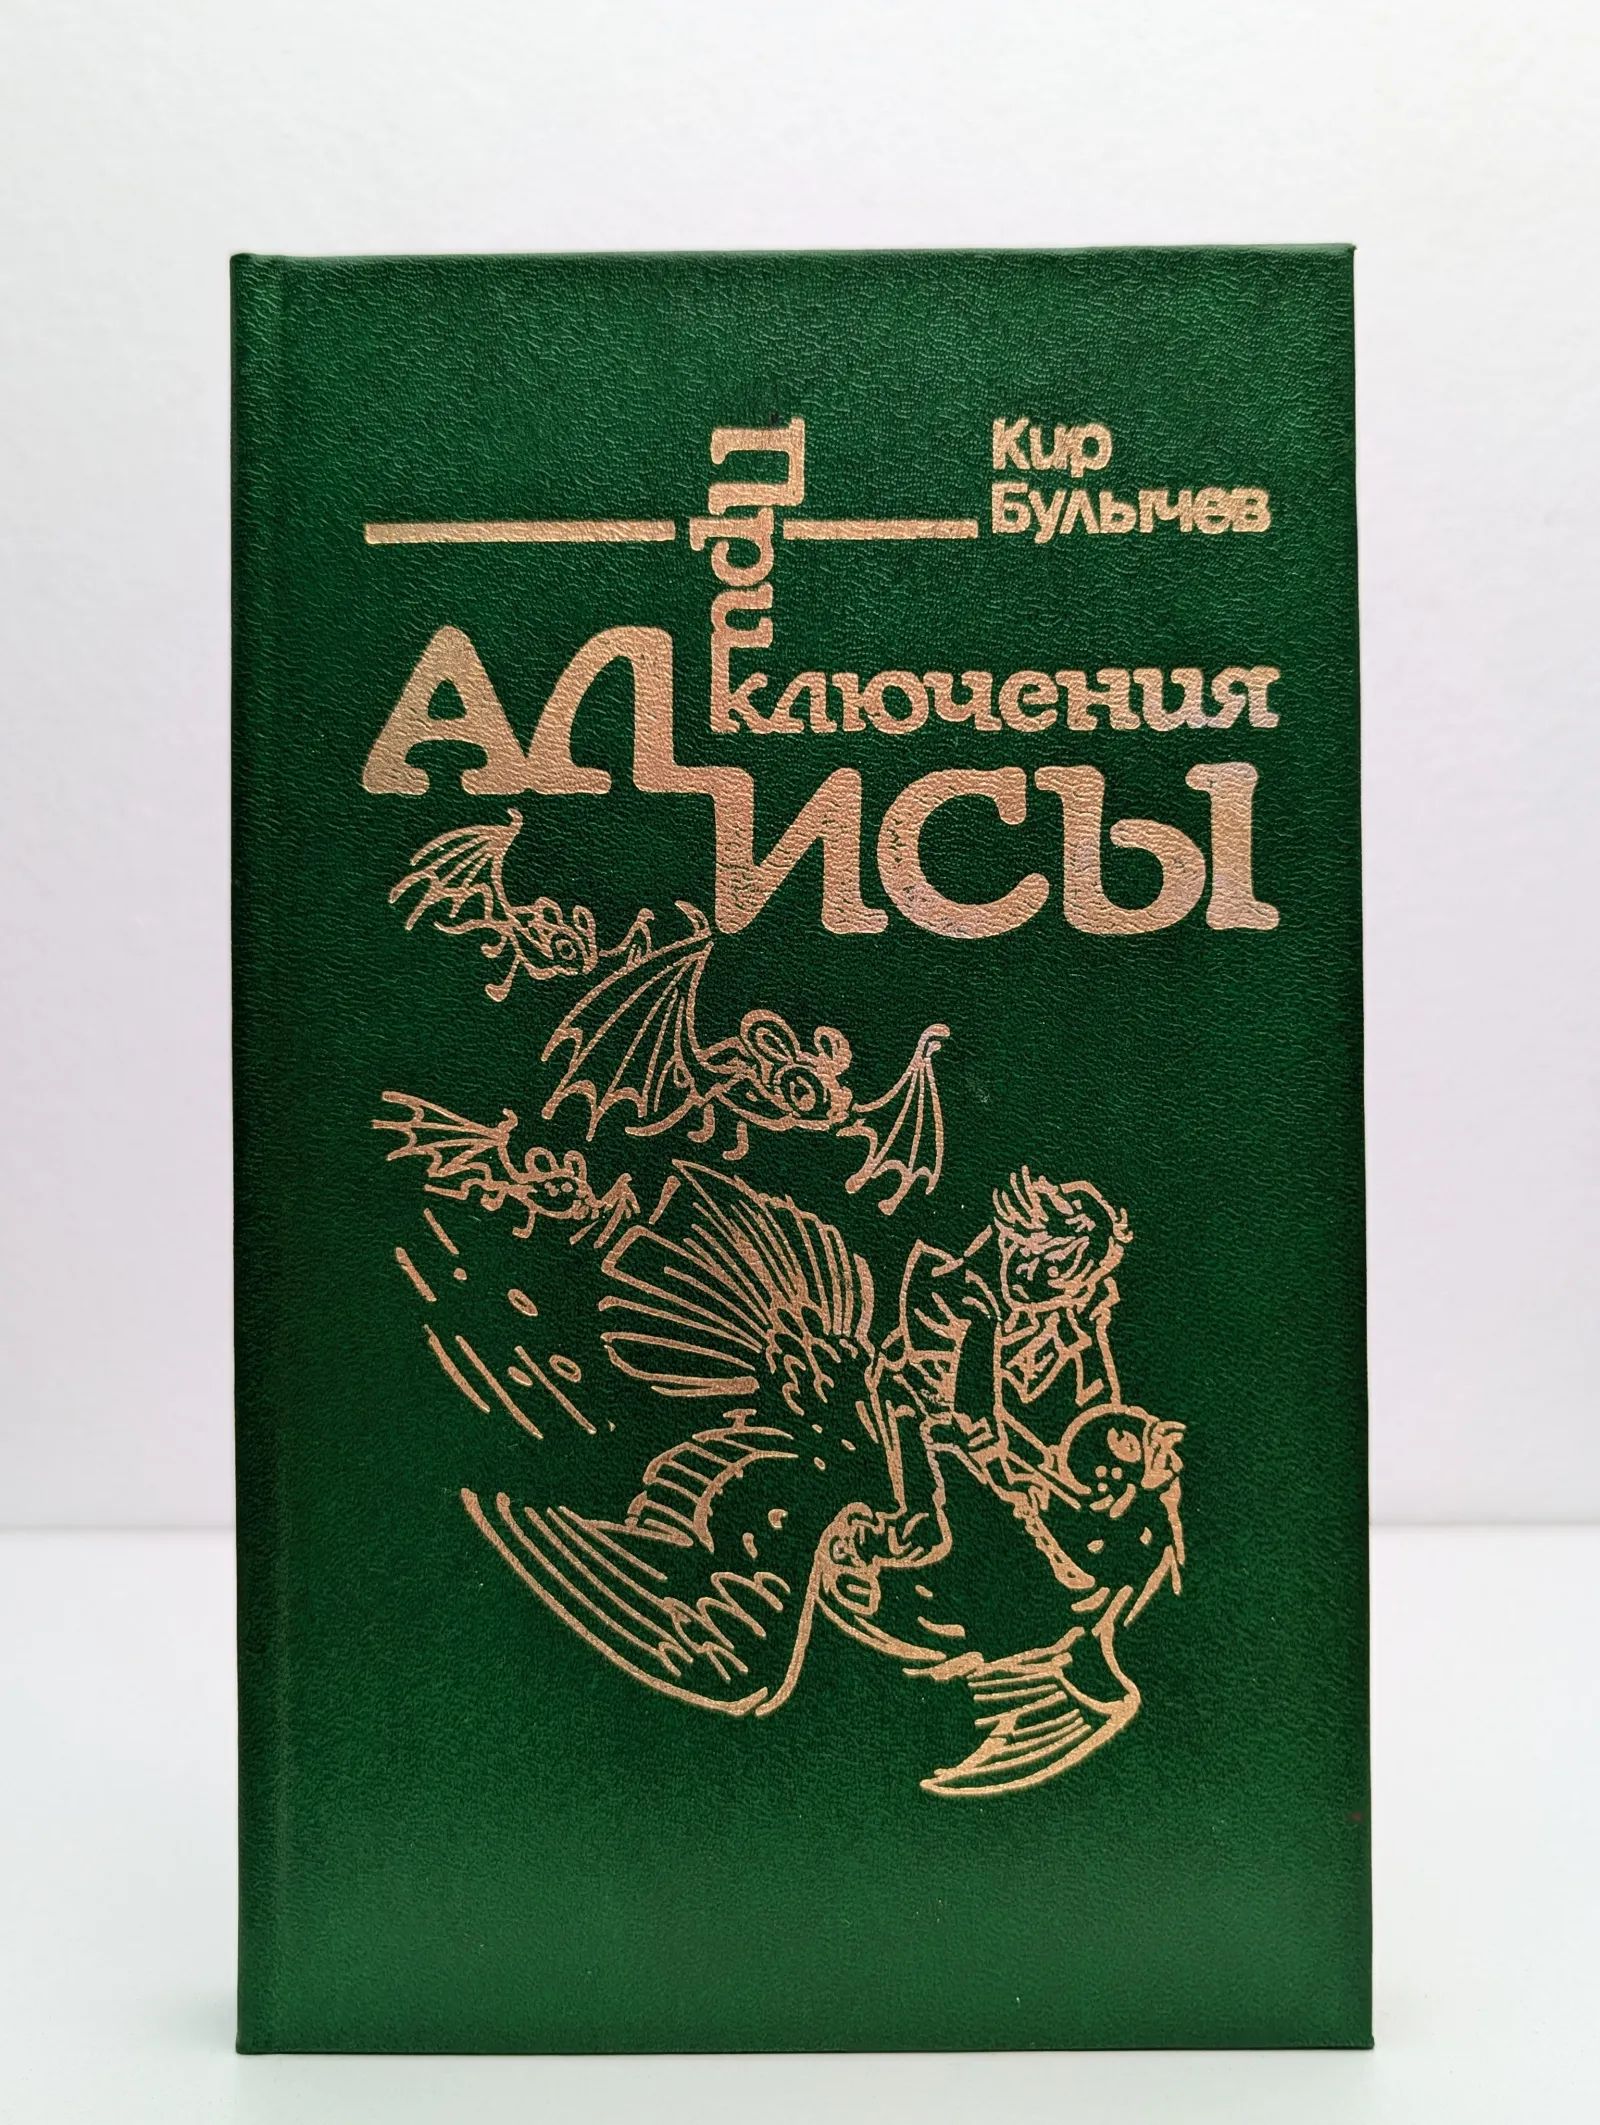 Кир
Булычев
Приключения
Алисы